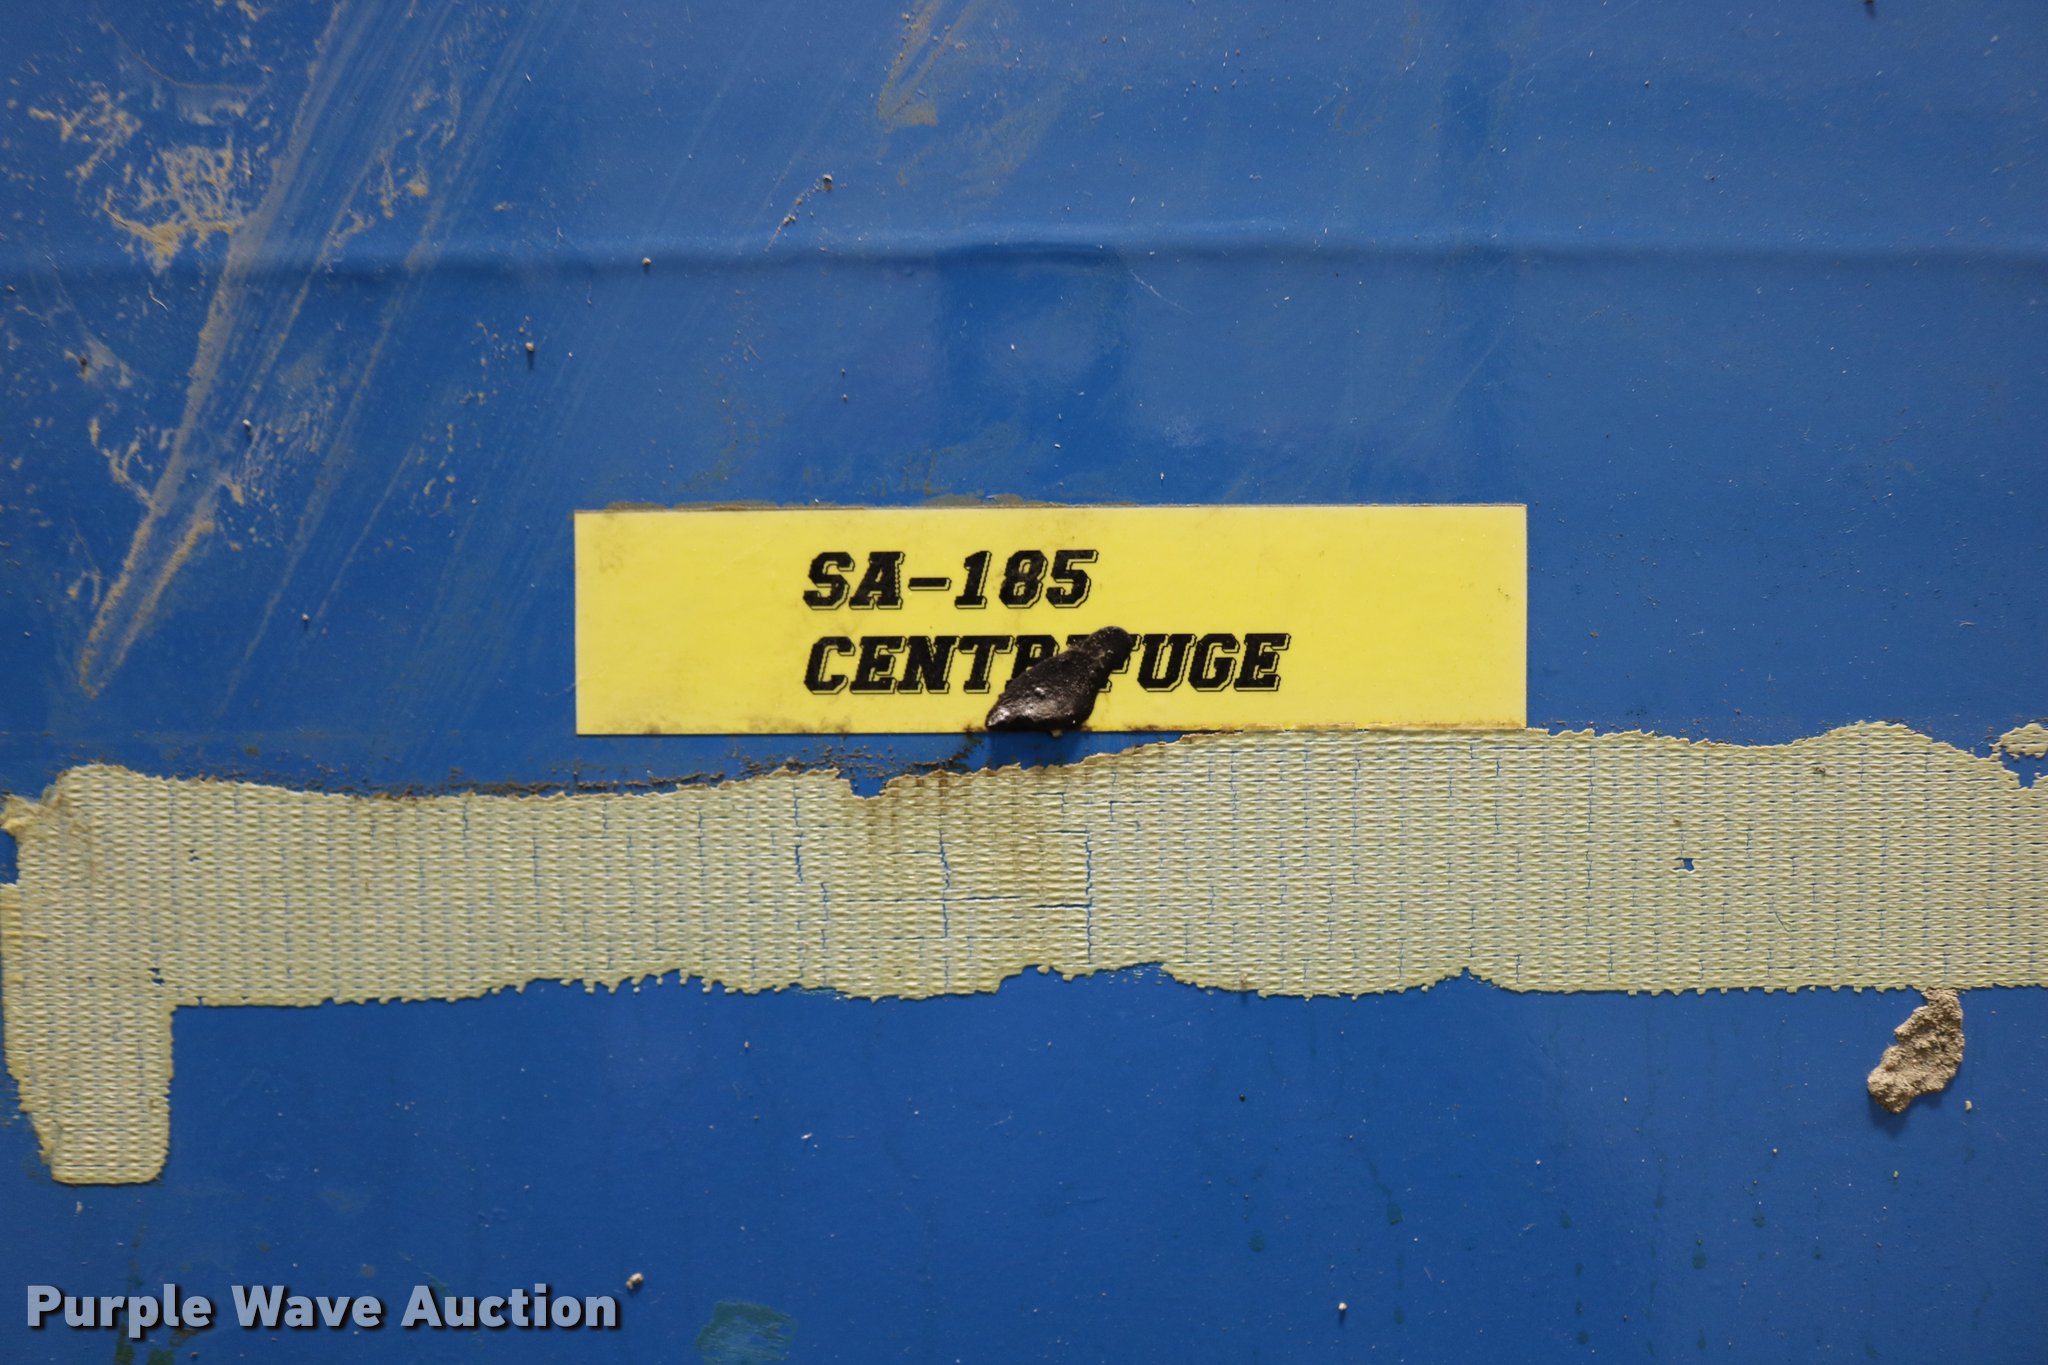 SA-185
CENTRIFUGE
Purple Wave Auction